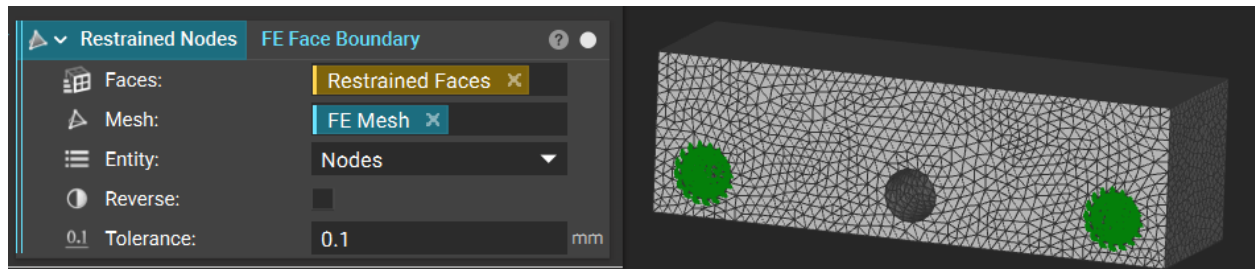 Restrained Nodes FE Face Boundary ?
Faces: Restrained Faces ×
Mesh: FE Mesh ×
Entity: Nodes
Reverse:
0.1 Tolerance: 0.1 mm